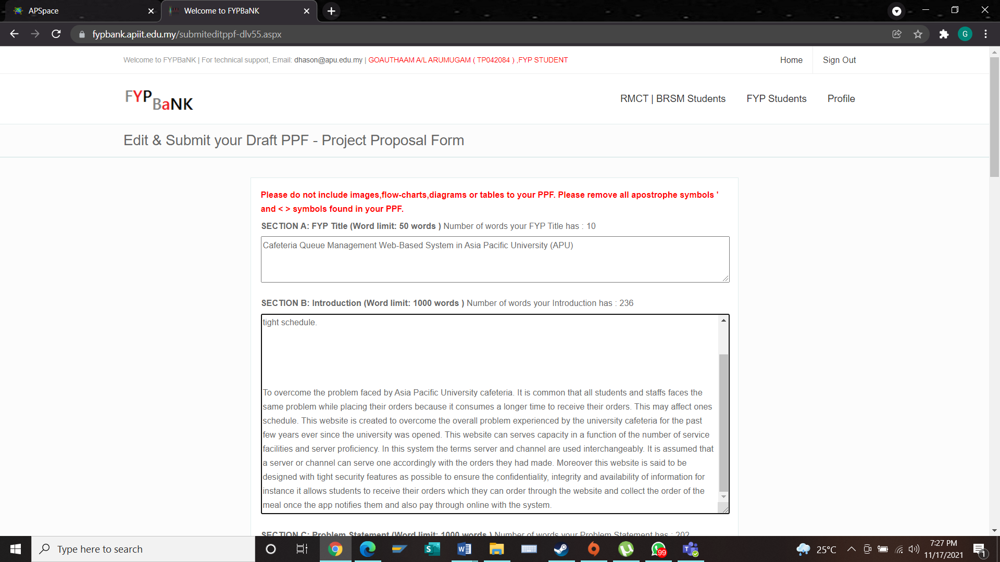 APSpace
Welcome to FYPBaNK
fypbank.apiit.edu.my/submiteditppf-dlv55.aspx
G
Welcome to FYPBaNK | For technical support, Email: dhason@apu.edu.my | GOAUTHAAM A/L ARUMUGAM ( TP042084 ) ,FYP STUDENT
Home
Sign Out
FYP BaNK
RMCT | BRSM Students
FYP Students
Profile
Edit & Submit your Draft PPF - Project Proposal Form
Please do not include images,flow-charts,diagrams or tables to your PPF. Please remove all apostrophe symbols '
and < > symbols found in your PPF.
SECTION A: FYP Title (Word limit: 50 words ) Number of words your FYP Title has : 10
Cafeteria Queue Management Web-Based System in Asia Pacific University (APU)
SECTION B: Introduction (Word limit: 1000 words ) Number of words your Introduction has : 236
tight schedule.
To overcome the problem faced by Asia Pacific University cafeteria. It is common that all students and staffs faces the
same problem while placing their orders because it consumes a longer time to receive their orders. This may affect ones
schedule. This website is created to overcome the overall problem experienced by the university cafeteria for the past
few years ever since the university was opened. This website can serves capacity in a function of the number of service
facilities and server proficiency. In this system the terms server and channel are used interchangeably. It is assumed that
a server or channel can serve one accordingly with the orders they had made. Moreover this website is said to be
designed with tight security features as possible to ensure the confidentiality, integrity and availability of information for
instance it allows students to receive their orders which they can order through the website and collect the order of the
meal once the app notifies them and also pay through online with the system.
SECTION C: Problem Statement (Word limit: 1000 words ) Number of words your Problem Statement has : 202
Type here to search
S
W
99
T
25°C
7:27 PM
11/17/2021
1